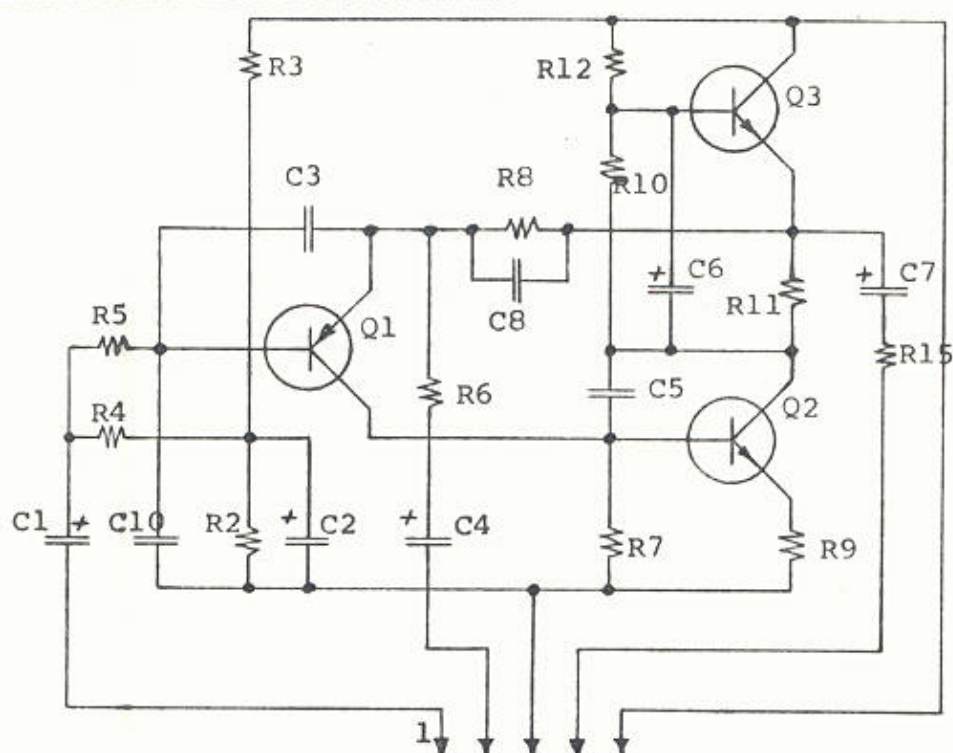 R3
R12
Q3
C3
R8
R10
C6
C7
R5
C8
R11
Q1
R15
R4
R6
C5
Q2
C1
C10
R2
C2
C4
R7
R9
1
+
+
+
+
+